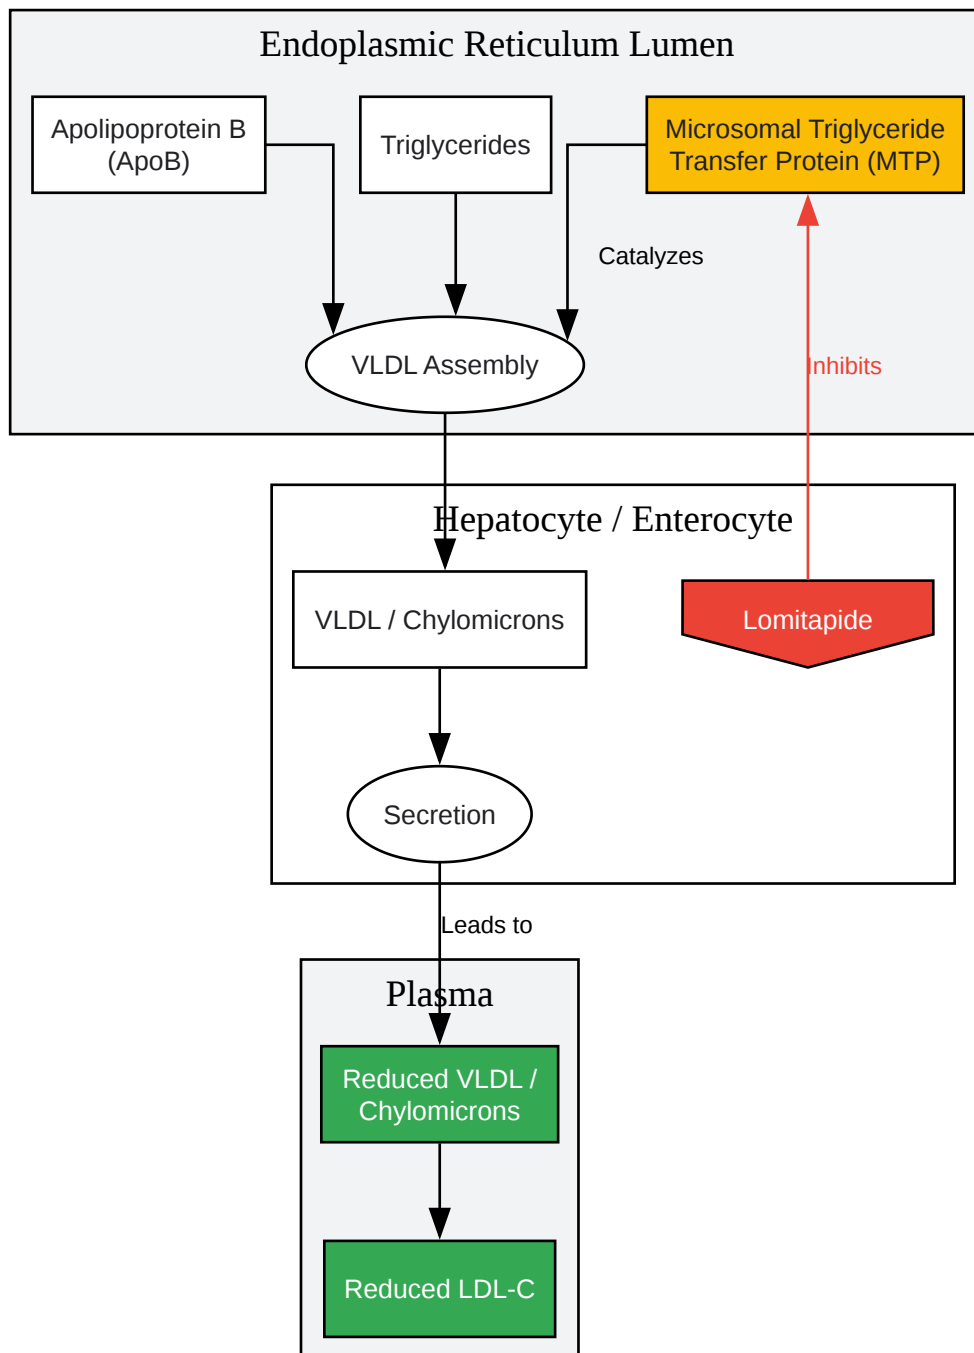 Endoplasmic Reticulum Lumen
Apolipoprotein B
(ApoB)
Triglycerides
Microsomal Triglyceride
Transfer Protein (MTP)
Catalyzes
VLDL Assembly
Inhibits
Hepatocyte / Enterocyte
VLDL / Chylomicrons
Lomitapide
Secretion
Leads to
Plasma
Reduced VLDL /
Chylomicrons
Reduced LDL-C